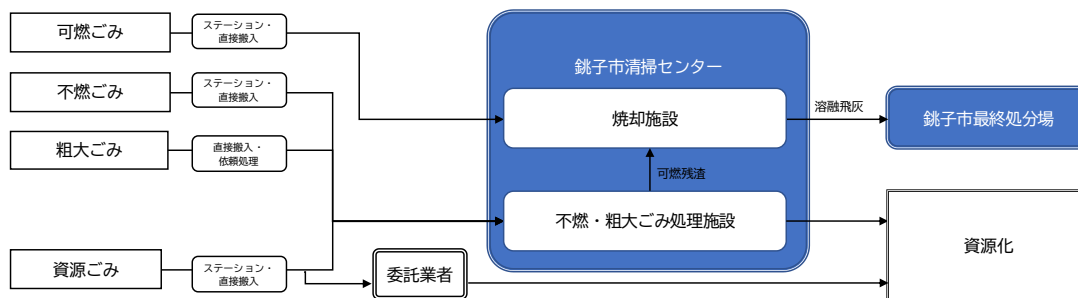 可燃ごみ
ステーション・
直接搬入
不燃ごみ
ステーション・
直接搬入
粗大ごみ
直接搬入・
依頼処理
資源ごみ
ステーション・
直接搬入
委託業者
銚子市清掃センター
焼却施設
可燃残渣
不燃・粗大ごみ処理施設
溶融飛灰
銚子市最終処分場
資源化